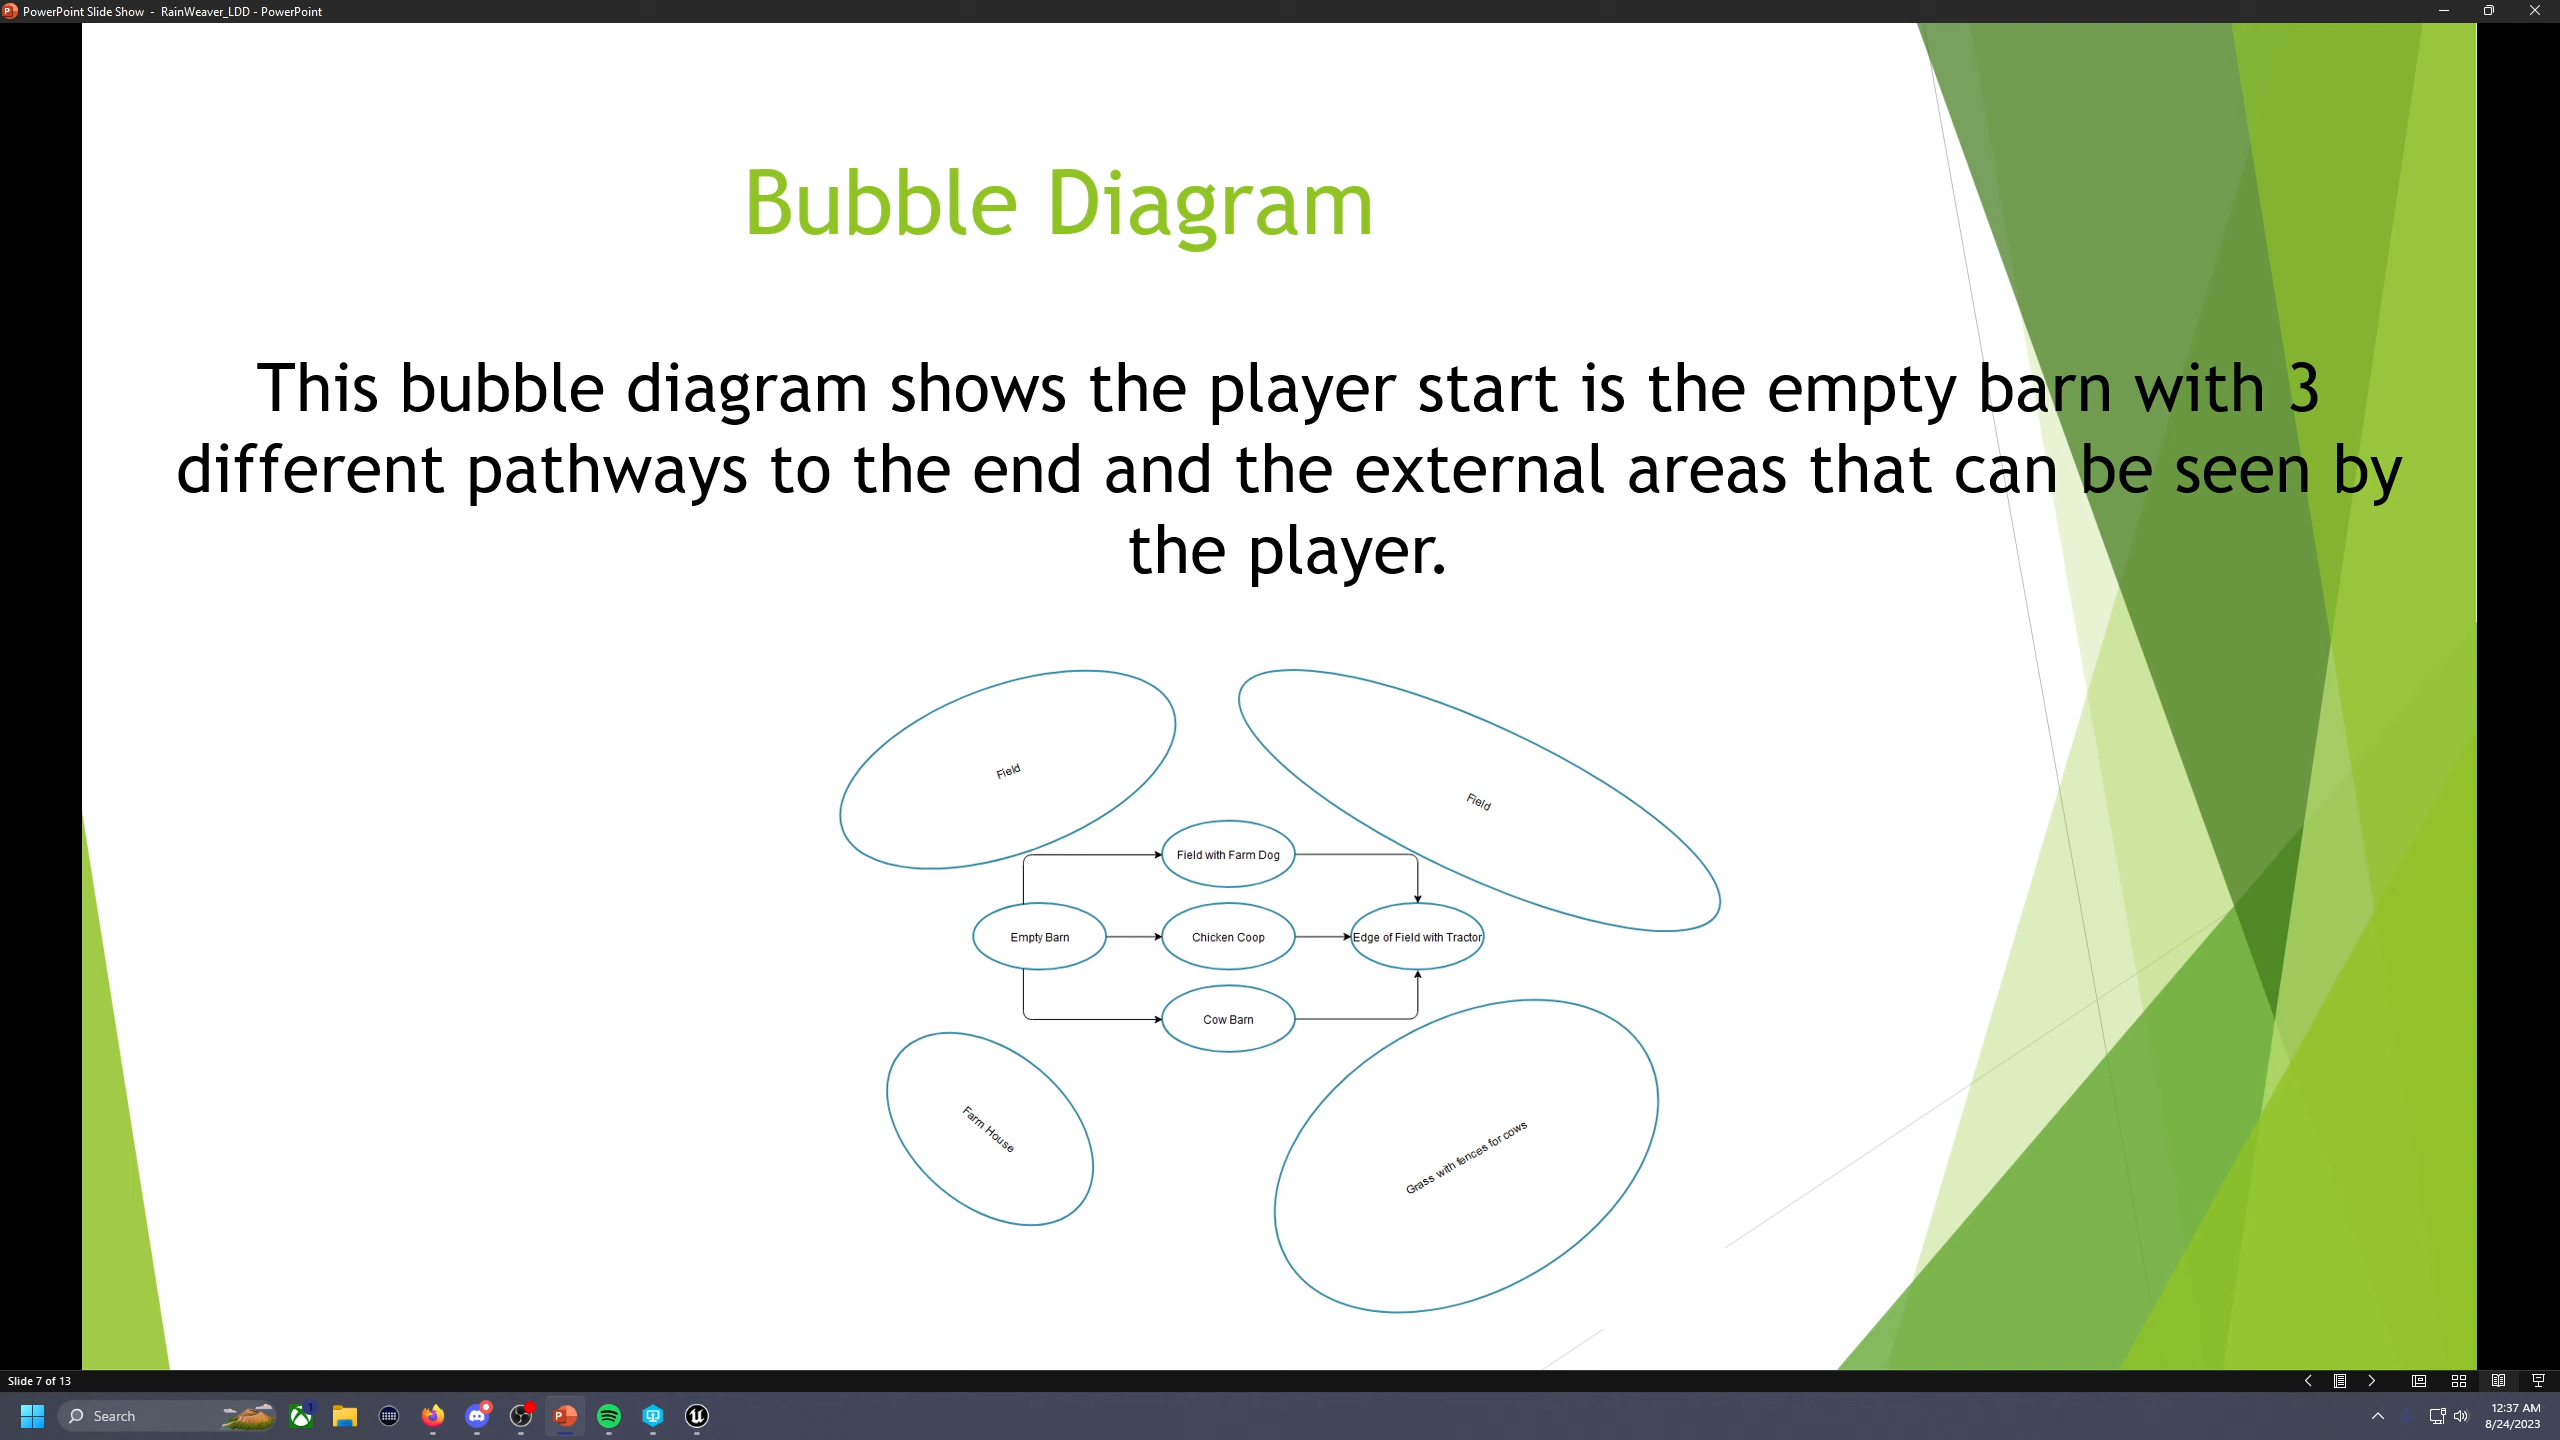 PowerPoint Slide Show - RainWeaver_LDD - PowerPoint
Bubble Diagram
This bubble diagram shows the player start is the empty barn with 3
different pathways to the end and the external areas that can be seen by
the player.
Field
Field
Field with Farm Dog
Empty Barn
Chicken Coop
Edge of Field with Tractor
Cow Barn
Farm House
Grass with fences for cows
Slide 7 of 13
Search
1
12:37 AM
8/24/2023